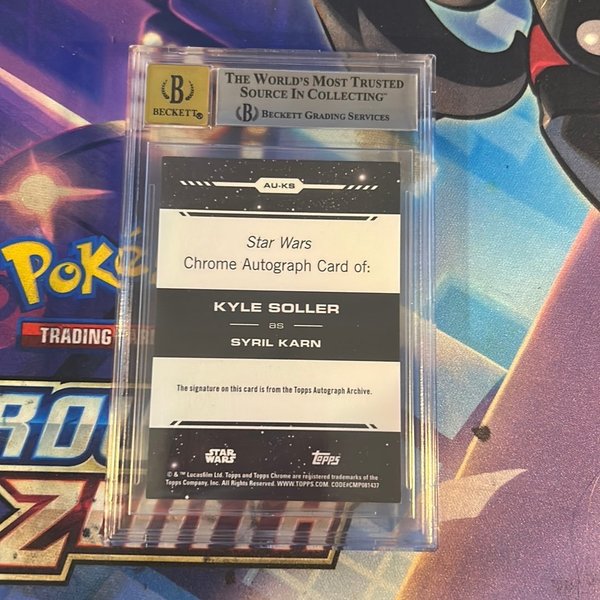 THE WORLD'S MOST TRUSTED
SOURCE IN COLLECTING™
B
BECKETT®
B BECKETT GRADING SERVICES
AU-KS
Star Wars
Chrome Autograph Card of:
KYLE SOLLER
as
SYRIL KARN
The signature on this card is from the Topps Autograph Archive.
STAR
WARS
topps
© & ™ Lucasfilm Ltd. Topps and Topps Chrome are registered trademarks of the
Topps Company, Inc. All Rights Reserved. WWW.TOPPS.COM. CODE#CMP081437
POKé
TRADING